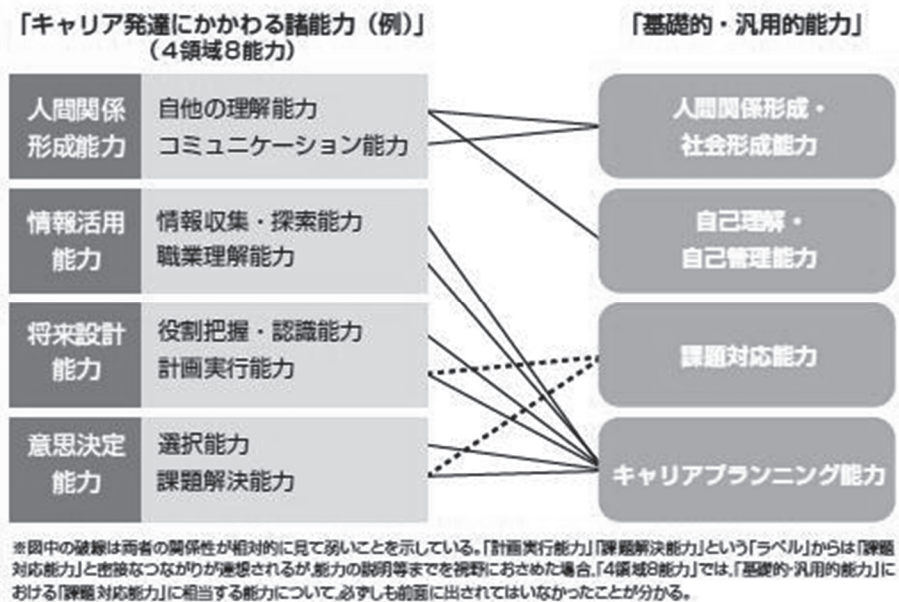 「キャリア発達にかかわる諸能力（例）」
（4領域8能力）
「基礎的・汎用的能力」
人間関係
形成能力
自他の理解能力
コミュニケーション能力
情報活用
能力
情報収集・探索能力
職業理解能力
将来設計
能力
役割把握・認識能力
計画実行能力
意思決定
能力
選択能力
課題解決能力
人間関係形成・
社会形成能力
自己理解・
自己管理能力
課題対応能力
キャリアプランニング能力
※図中の破線は両者の関係性が相対的に見て弱いことを示している。「計画実行能力」「課題解決能力」という「ラベル」からは「課題
対応能力」と密接なつながりが連想されるが、能力の説明等までを視野におさめた場合、「4領域8能力」では、「基礎的・汎用的能力」に
おける「課題対応能力」に相当する能力について、必ずしも前面に出されてはいなかったことが分かる。